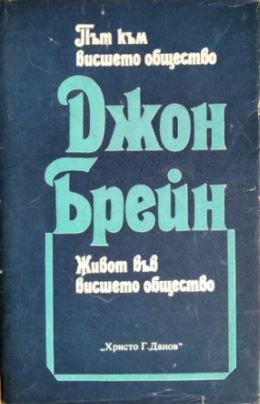 Път към
висшето общество
Джон
Брейн
Живот във
висшето общество
„Христо Г. Данов"